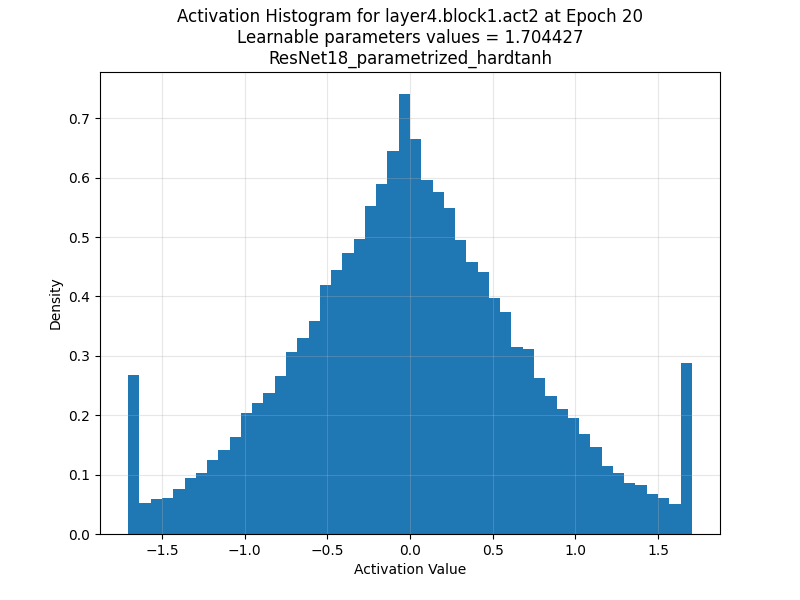 Activation Histogram for layer4.block1.act2 at Epoch 20
Learnable parameters values = 1.704427
ResNet18_parametrized_hardtanh
0.7
0.6
0.5
0.4
0.3
0.2
0.1
0.0
Density
−1.5 −1.0 −0.5 0.0 0.5 1.0 1.5
Activation Value